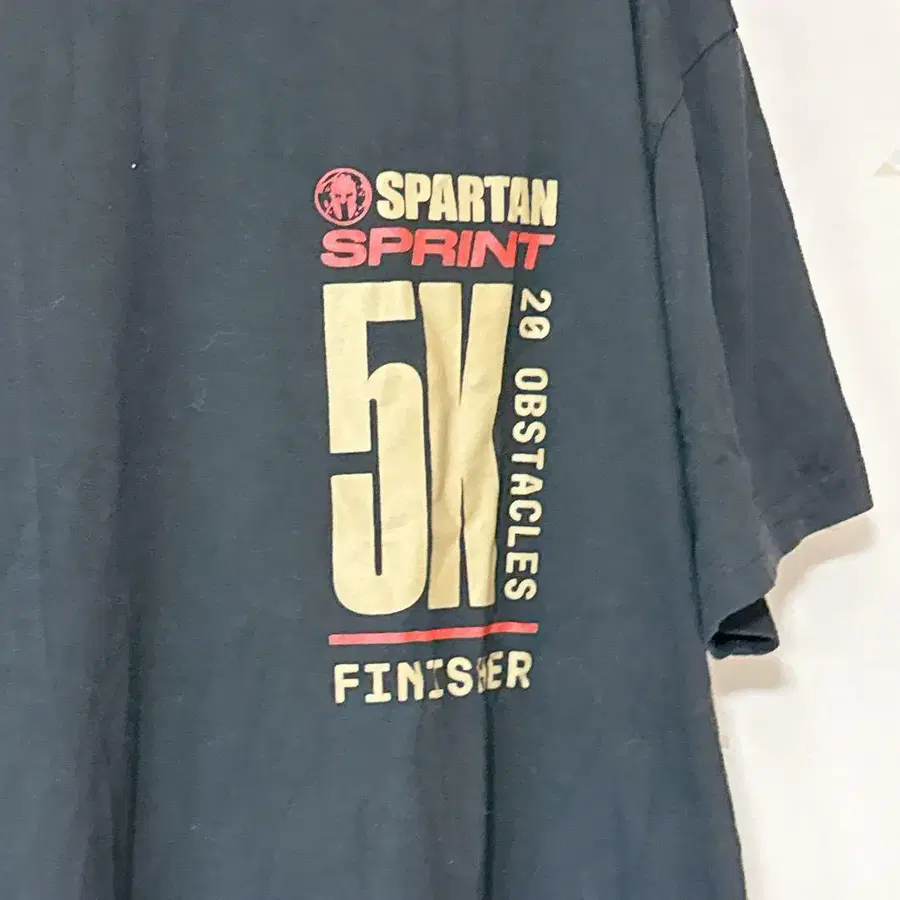 SPARTAN
SPRINT
5K
20 OBSTACLES
FINISHER